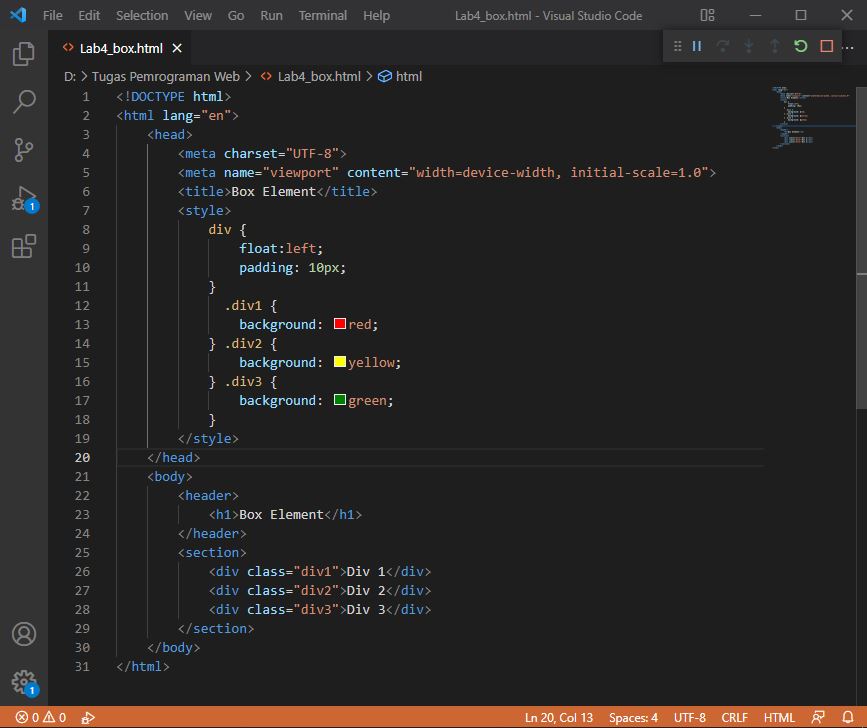 File Edit Selection View Go Run Terminal Help Lab4_box.html - Visual Studio Code
Lab4_box.html
D: > Tugas Pemrograman Web > Lab4_box.html > html
1 <!DOCTYPE html>
2 <html lang="en">
3 <head>
4 <meta charset="UTF-8">
5 <meta name="viewport" content="width=device-width, initial-scale=1.0">
6 <title>Box Element</title>
7 <style>
8 div {
9 float:left;
10 padding: 10px;
11 }
12 .div1 {
13 background: red;
14 } .div2 {
15 background: yellow;
16 } .div3 {
17 background: green;
18 }
19 </style>
20 </head>
21 <body>
22 <header>
23 <h1>Box Element</h1>
24 </header>
25 <section>
26 <div class="div1">Div 1</div>
27 <div class="div2">Div 2</div>
28 <div class="div3">Div 3</div>
29 </section>
30 </body>
31 </html>
1
1
0 0 Ln 20, Col 13 Spaces: 4 UTF-8 CRLF HTML